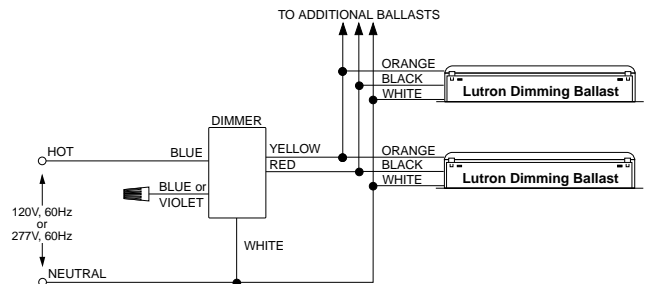 TO ADDITIONAL BALLASTS
ORANGE
BLACK
WHITE
Lutron Dimming Ballast
DIMMER
HOT
BLUE
YELLOW
RED
ORANGE
BLACK
WHITE
Lutron Dimming Ballast
BLUE or
VIOLET
120V, 60Hz
or
277V, 60Hz
WHITE
NEUTRAL